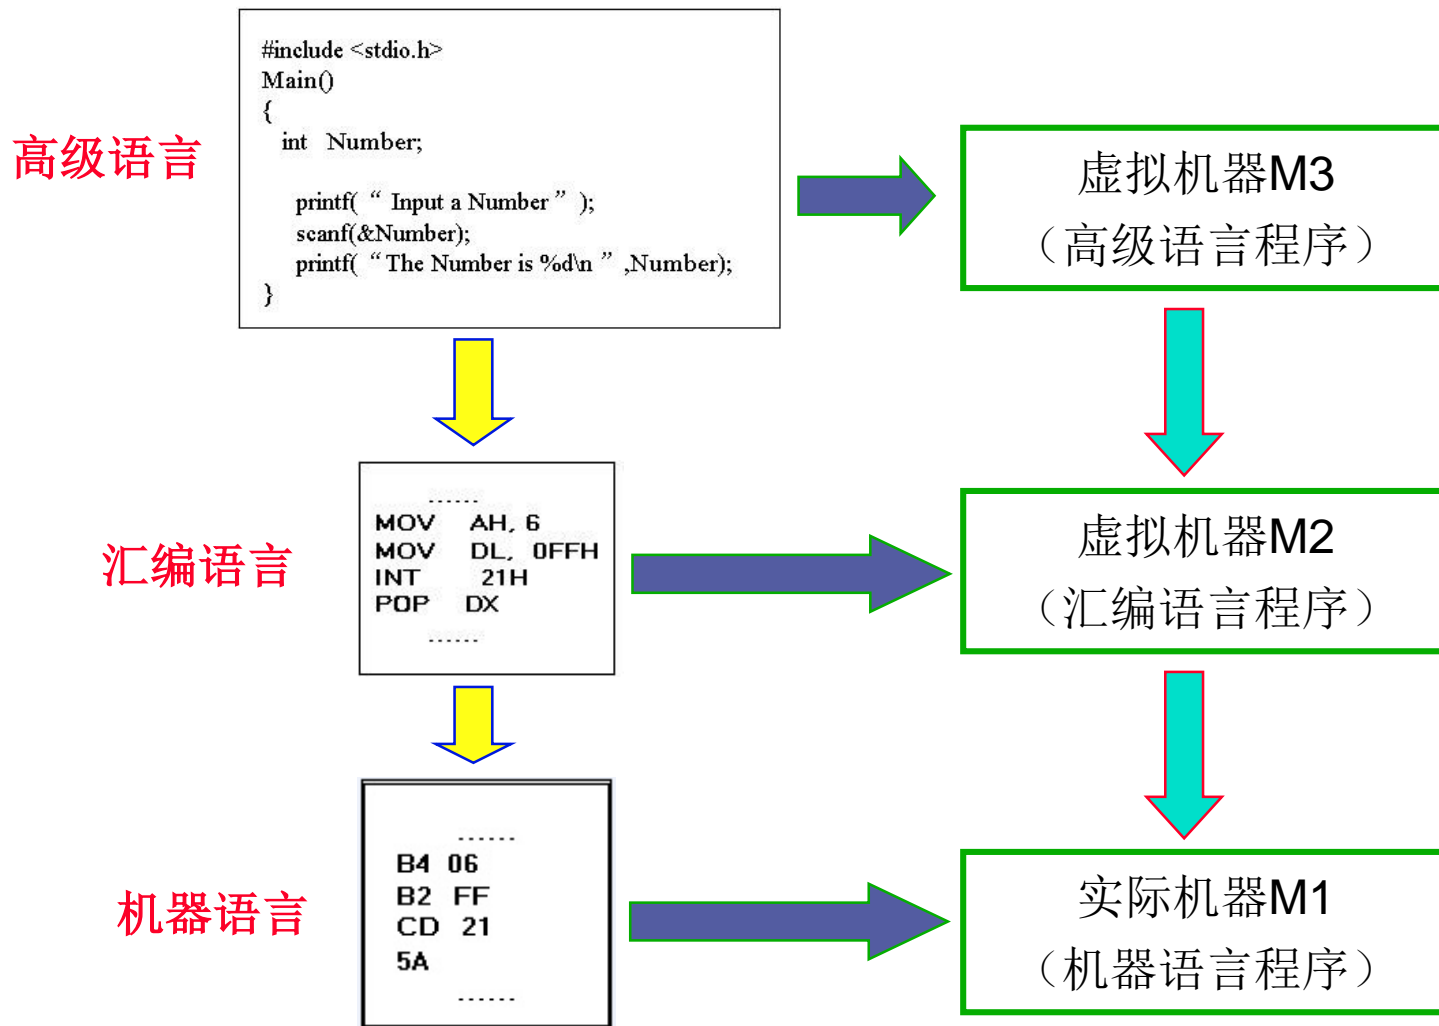 #include <stdio.h>
Main()
{
int Number;
printf( “ Input a Number ” );
scanf(&Number);
printf( “ The Number is %d\n ” ,Number);
}
高级语言
虚拟机器M3
（高级语言程序）
......
MOV AH, 6
MOV DL, 0FFH
INT 21H
POP DX
......
汇编语言
虚拟机器M2
（汇编语言程序）
......
B4 06
B2 FF
CD 21
5A
......
机器语言
实际机器M1
（机器语言程序）